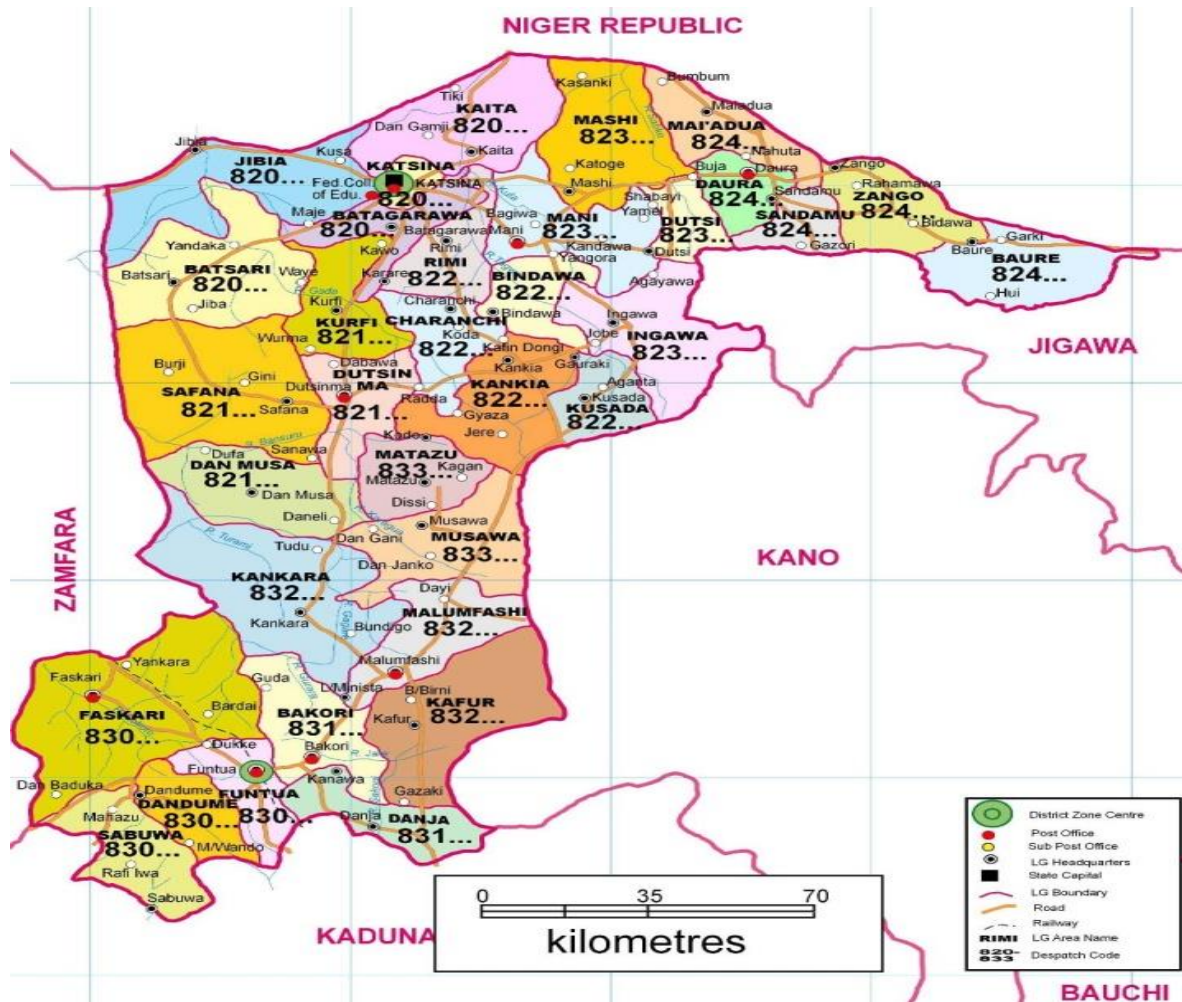 NIGER REPUBLIC
Kasanki
Bumbum
Tiki
KAITA
820...
Maladua
MASHI
823...
MAI'ADUA
824...
Dan Gamji
Jibia
Kusa
Kaita
Katoge
Nahuta
Buja
Daura
Zango
JIBIA
820...
KATSINA
Fed. Coll.
of Edu.
KATSINA
820...
Mashi
DAURA
824...
Sandamu
Rahamawa
ZANGO
824...
Shabayi
Maje
BATAGARAWA
820...
Batagarawa
Bagiwa
MANI
823...
Yamel
DUTSI
823...
SANDAMU
824...
Bidawa
Mani
Yandaka
Kawo
Rimi
Kandawa
Yangora
Dutsi
Gazori
Baure
Garki
BAURE
824...
BATSARI
820...
Batsari
Waye
Karare
RIMI
822...
BINDAWA
822...
Agayawa
Hui
R. Gada
Jiba
Kurfi
Charanchi
Bindawa
Ingawa
KURFI
821...
CHARANCHI
822...
Koda
Jobe
INGAWA
823...
JIGAWA
Wurma
Kafin Dongi
Dabawa
Gauraki
Burji
Gini
DUTSIN
MA
821...
Kankia
KANKIA
822...
Aganta
SAFANA
821...
Dutsinma
Safana
Radda
Kusada
KUSADA
822...
Gyaza
R. Bansuru
Kado
Jere
Dufa
Sanawa
MATAZU
833...
Kagan
DAN MUSA
821...
Matazu
Dan Musa
Dissi
Daneli
Musawa
R. Turami
Dan Gani
MUSAWA
833...
Tudu
Dan Janko
ZAMFARA
KANO
KANKARA
832...
Dayi
Kankara
MALUMFASHI
832...
Bundigo
Yankara
Malumfashi
Faskari
Guda
L/Minista
B/Birni
Bardai
KAFUR
832...
FASKARI
830...
BAKORI
831...
Kafur
Dukke
Bakori
Funtua
Kanawa
Dan Baduka
Dandume
FUNTUA
830...
Gazaki
DANDUME
830...
Danja
DANJA
831...
SABUWA
830...
M/Wando
Rafi Iwa
Sabuwa
KADUNA
0 35 70
kilometres
District Zone Centre
Post Office
Sub Post Office
LG Headquarters
State Capital
LG Boundary
Road
Railway
RIMI LG Area Name
820-
833 Despatch Code
BAUCHI